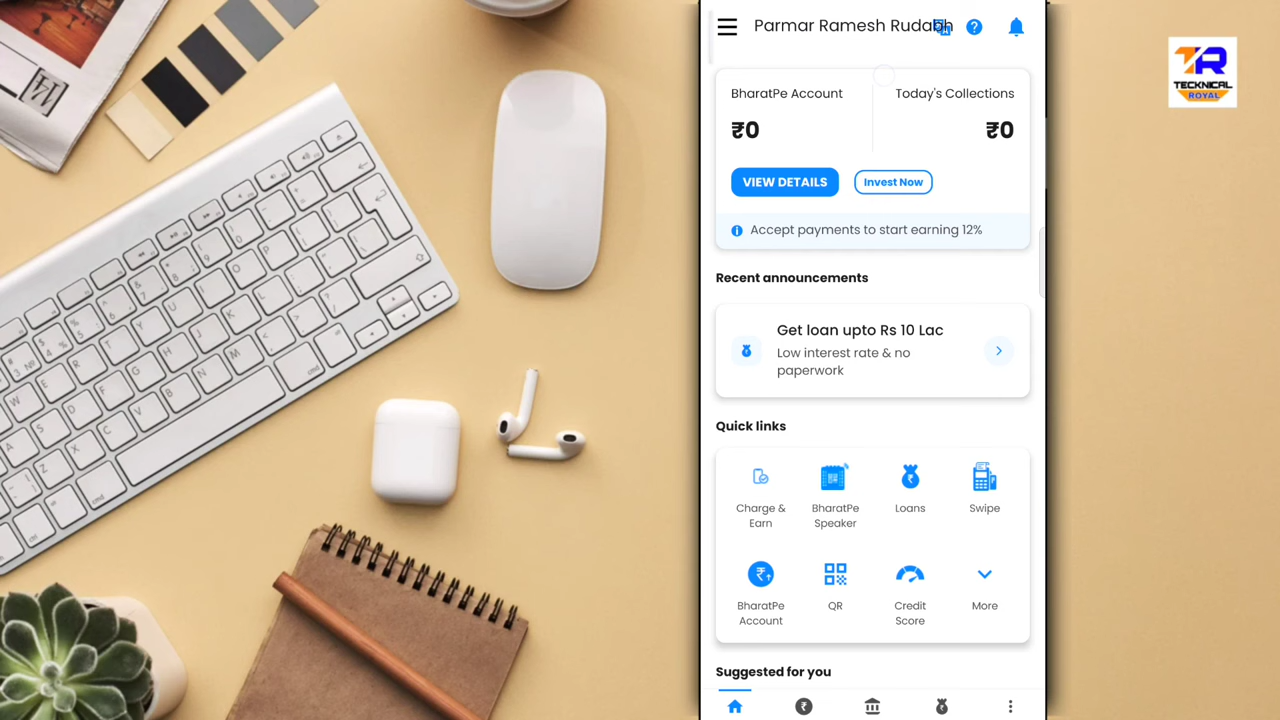 Parmar Ramesh Rudabh
BharatPe Account
Today's Collections
₹0
₹0
VIEW DETAILS
Invest Now
Accept payments to start earning 12%
Recent announcements
Get loan upto Rs 10 Lac
Low interest rate & no
paperwork
Quick links
Charge &
Earn
BharatPe
Speaker
Loans
Swipe
BharatPe
Account
QR
Credit
Score
More
Suggested for you
TR
TECKNICAL
ROYAL